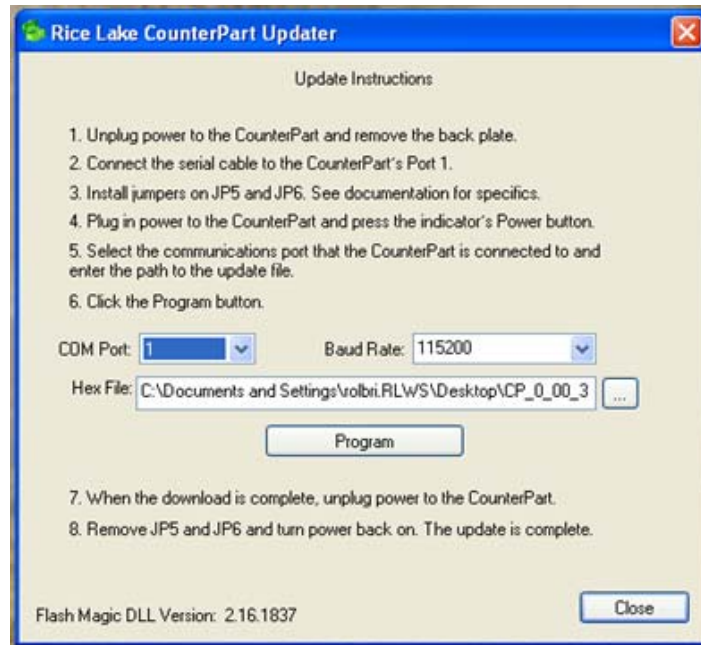 Rice Lake CounterPart Updater
Update Instructions
1. Unplug power to the CounterPart and remove the back plate.
2. Connect the serial cable to the CounterPart's Port 1.
3. Install jumpers on JP5 and JP6. See documentation for specifics.
4. Plug in power to the CounterPart and press the indicator's Power button.
5. Select the communications port that the CounterPart is connected to and
enter the path to the update file.
6. Click the Program button.
COM Port: 1 Baud Rate: 115200
Hex File: C:\Documents and Settings\rolbri.RLWS\Desktop\CP_0_00_3 ...
Program
7. When the download is complete, unplug power to the CounterPart.
8. Remove JP5 and JP6 and turn power back on. The update is complete.
Flash Magic DLL Version: 2.16.1837
Close